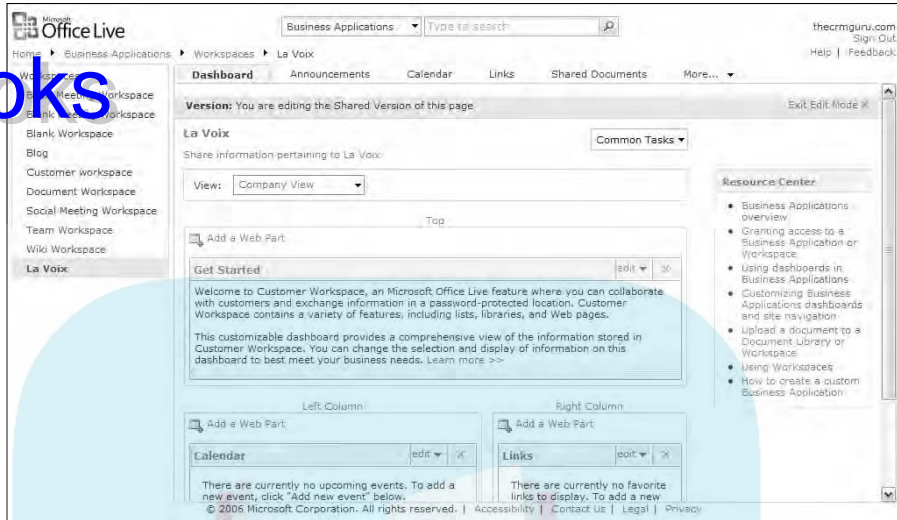 Microsoft
Office Live
Business Applications
Type to search
thecrmguru.com
Sign Out
Help | Feedback
Home Business Applications Workspaces La Voix
oks
Workspaces
Meeting Workspace
Meeting Workspace
Blank Workspace
Blog
Customer workspace
Document Workspace
Social Meeting Workspace
Team Workspace
Wiki Workspace
La Voix
Dashboard Announcements Calendar Links Shared Documents More...
Version: You are editing the Shared Version of this page
Exit Edit Mode X
La Voix
Common Tasks
Share information pertaining to La Voix
View: Company View
Top
Add a Web Part
Get Started
edit X
Welcome to Customer Workspace, an Microsoft Office Live feature where you can collaborate
with customers and exchange information in a password-protected location. Customer
Workspace contains a variety of features, including lists, libraries, and Web pages.
This customizable dashboard provides a comprehensive view of the information stored in
Customer Workspace. You can change the selection and display of information on this
dashboard to best meet your business needs. Learn more >>
Left Column
Add a Web Part
Calendar
edit X
There are currently no upcoming events. To add a
new event, click "Add new event" below.
Right Column
Add a Web Part
Links
edit X
There are currently no favorite
links to display. To add a new
Resource Center
Business Applications
overview
Granting access to a
Business Application or
Workspace
Using dashboards in
Business Applications
Customizing Business
Applications dashboards
and site navigation
Upload a document to a
Document Library or
Workspace
Using Workspaces
How to create a custom
Business Application
© 2006 Microsoft Corporation. All rights reserved. | Accessibility | Contact Us | Legal | Privacy